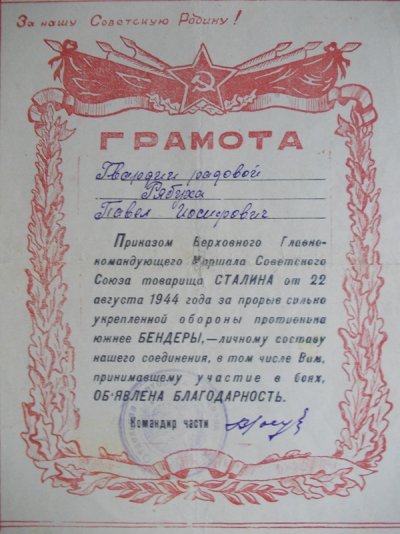 За нашу Советскую Родину!
ГРАМОТА
Гвардии рядовой
Рябуха
Павел Иосифович
Приказом Верховного Главно-
командующего Маршала Советского
Союза товарища СТАЛИНА от 22
августа 1944 года за прорыв сильно
укрепленной обороны противника
южнее БЕНДЕРЫ,—личному составу
нашего соединения, в том числе Вам,
принимавшему участие в боях,
ОБ'ЯВЛЕНА БЛАГОДАРНОСТЬ.
Командир части